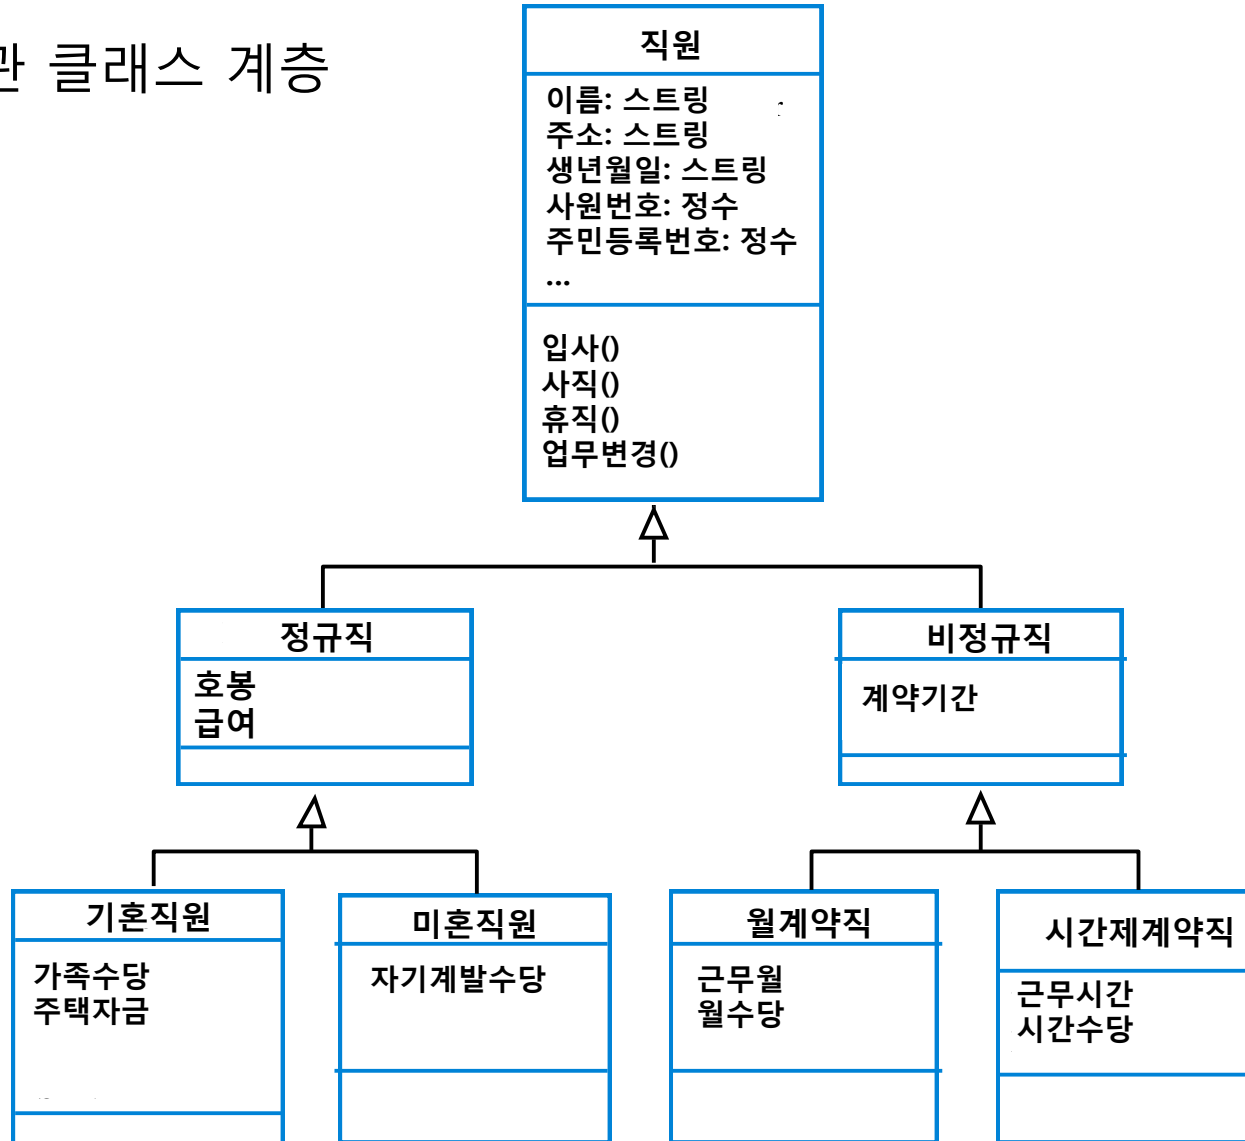 관 클래스 계층
직원
이름: 스트링
주소: 스트링
생년월일: 스트링
사원번호: 정수
주민등록번호: 정수
...
입사()
사직()
휴직()
업무변경()
정규직
호봉
급여
비정규직
계약기간
기혼직원
가족수당
주택자금
미혼직원
자기계발수당
월계약직
근무월
월수당
시간제계약직
근무시간
시간수당